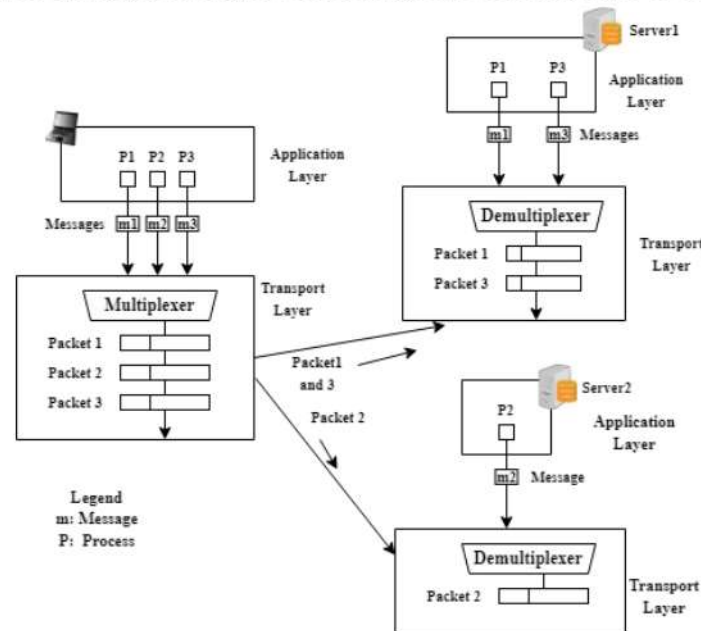 Server1
P1 P3
Application
Layer
m1 m3 Messages
P1 P2 P3
Application
Layer
Messages m1 m2 m3
Demultiplexer
Packet 1
Packet 3
Transport
Layer
Transport
Layer
Multiplexer
Packet 1
Packet 2
Packet 3
Packet1
and 3
Packet 2
Server2
P2
Application
Layer
m2 Message
Legend
m: Message
P: Process
Demultiplexer
Packet 2
Transport
Layer